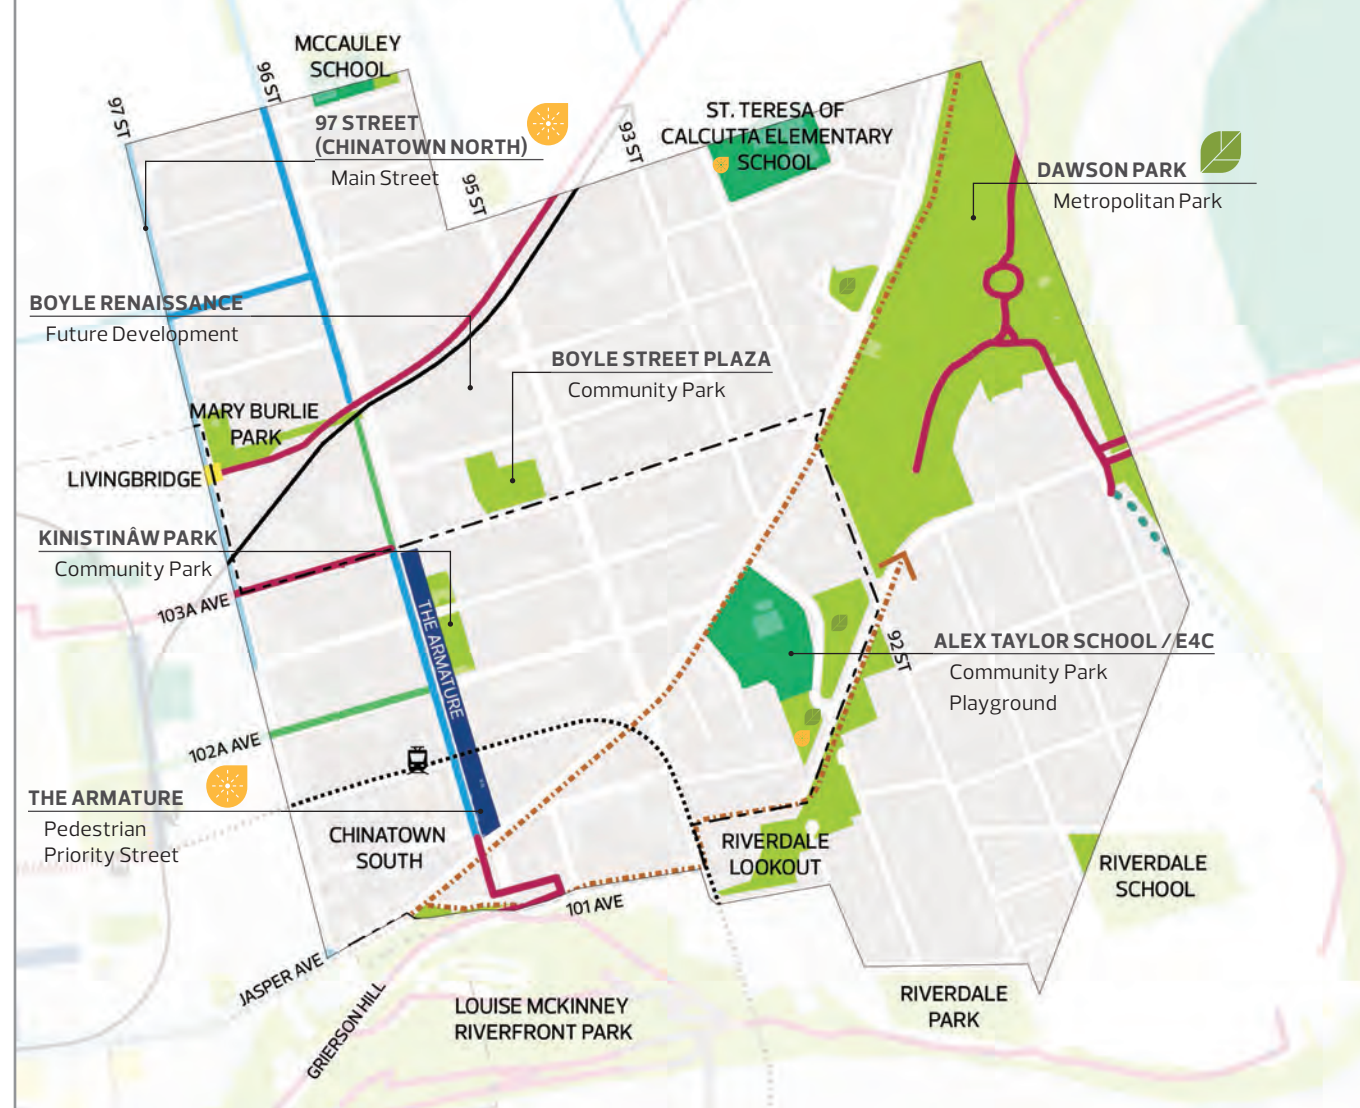 MCCAULEY
SCHOOL
96 ST
97 ST
97 STREET
(CHINATOWN NORTH)
Main Street
95 ST
93 ST
ST. TERESA OF
CALCUTTA ELEMENTARY
SCHOOL
DAWSON PARK
Metropolitan Park
BOYLE RENAISSANCE
Future Development
BOYLE STREET PLAZA
Community Park
MARY BURLIE
PARK
LIVINGBRIDGE
KINISTINÂW PARK
Community Park
103A AVE
THE ARMATURE
92 ST
ALEX TAYLOR SCHOOL / E4C
Community Park
Playground
102A AVE
THE ARMATURE
Pedestrian
Priority Street
CHINATOWN
SOUTH
RIVERDALE
LOOKOUT
RIVERDALE
SCHOOL
101 AVE
JASPER AVE
GRIERSON HILL
LOUISE MCKINNEY
RIVERFRONT PARK
RIVERDALE
PARK